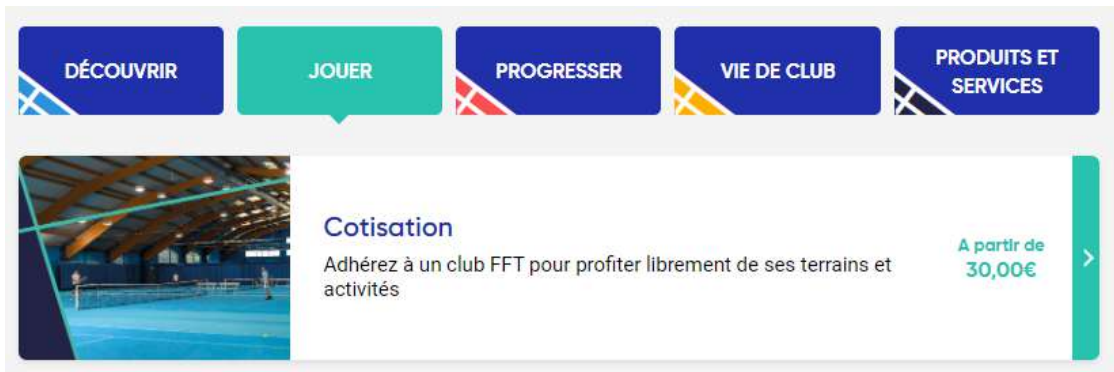 DÉCOUVRIR
JOUER
PROGRESSER
VIE DE CLUB
PRODUITS ET
SERVICES
Cotisation
Adhérez à un club FFT pour profiter librement de ses terrains et
activités
A partir de
30,00€